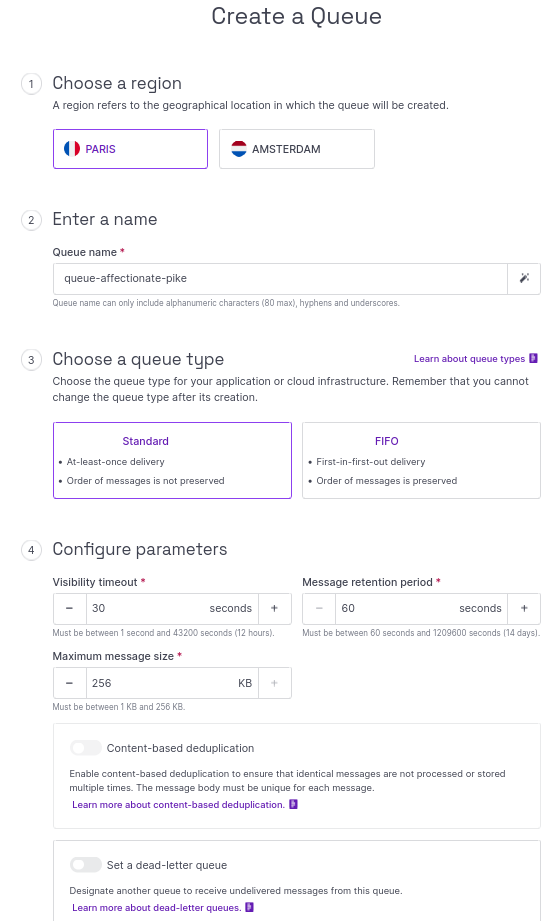 Create a Queue
1 Choose a region
A region refers to the geographical location in which the queue will be created.
PARIS AMSTERDAM
2 Enter a name
Queue name *
queue-affectionate-pike
Queue name can only include alphanumeric characters (80 max), hyphens and underscores.
3 Choose a queue type Learn about queue types
Choose the queue type for your application or cloud infrastructure. Remember that you cannot
change the queue type after its creation.
Standard FIFO
• At-least-once delivery • First-in-first-out delivery
• Order of messages is not preserved • Order of messages is preserved
4 Configure parameters
Visibility timeout * Message retention period *
− 30 seconds + − 60 seconds +
Must be between 1 second and 43200 seconds (12 hours). Must be between 60 seconds and 1209600 seconds (14 days).
Maximum message size *
− 256 KB +
Must be between 1 KB and 256 KB.
Content-based deduplication
Enable content-based deduplication to ensure that identical messages are not processed or stored
multiple times. The message body must be unique for each message.
Learn more about content-based deduplication.
Set a dead-letter queue
Designate another queue to receive undelivered messages from this queue.
Learn more about dead-letter queues.